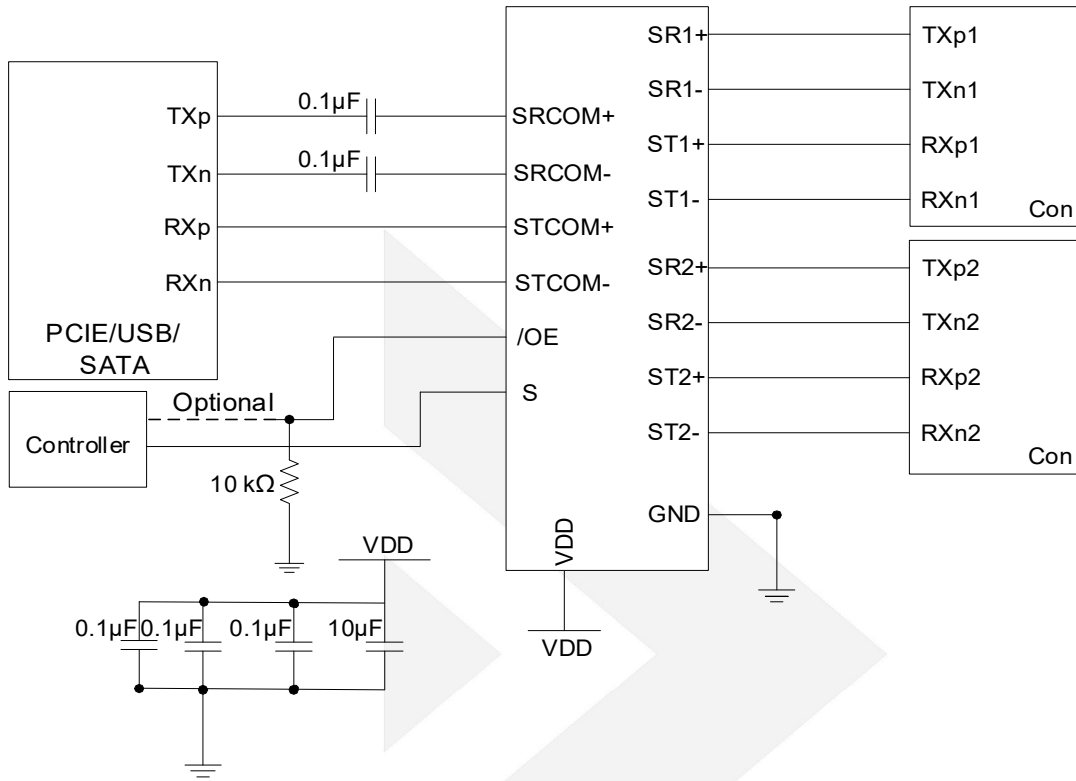 TXp
TXn
RXp
RXn
PCIE/USB/
SATA
0.1µF
0.1µF
Controller
Optional
10 kΩ
SRCOM+
SRCOM-
STCOM+
STCOM-
/OE
S
SR1+
SR1-
ST1+
ST1-
SR2+
SR2-
ST2+
ST2-
GND
VDD
VDD
TXp1
TXn1
RXp1
RXn1
Con
TXp2
TXn2
RXp2
RXn2
Con
VDD
0.1µF 0.1µF 0.1µF 10µF